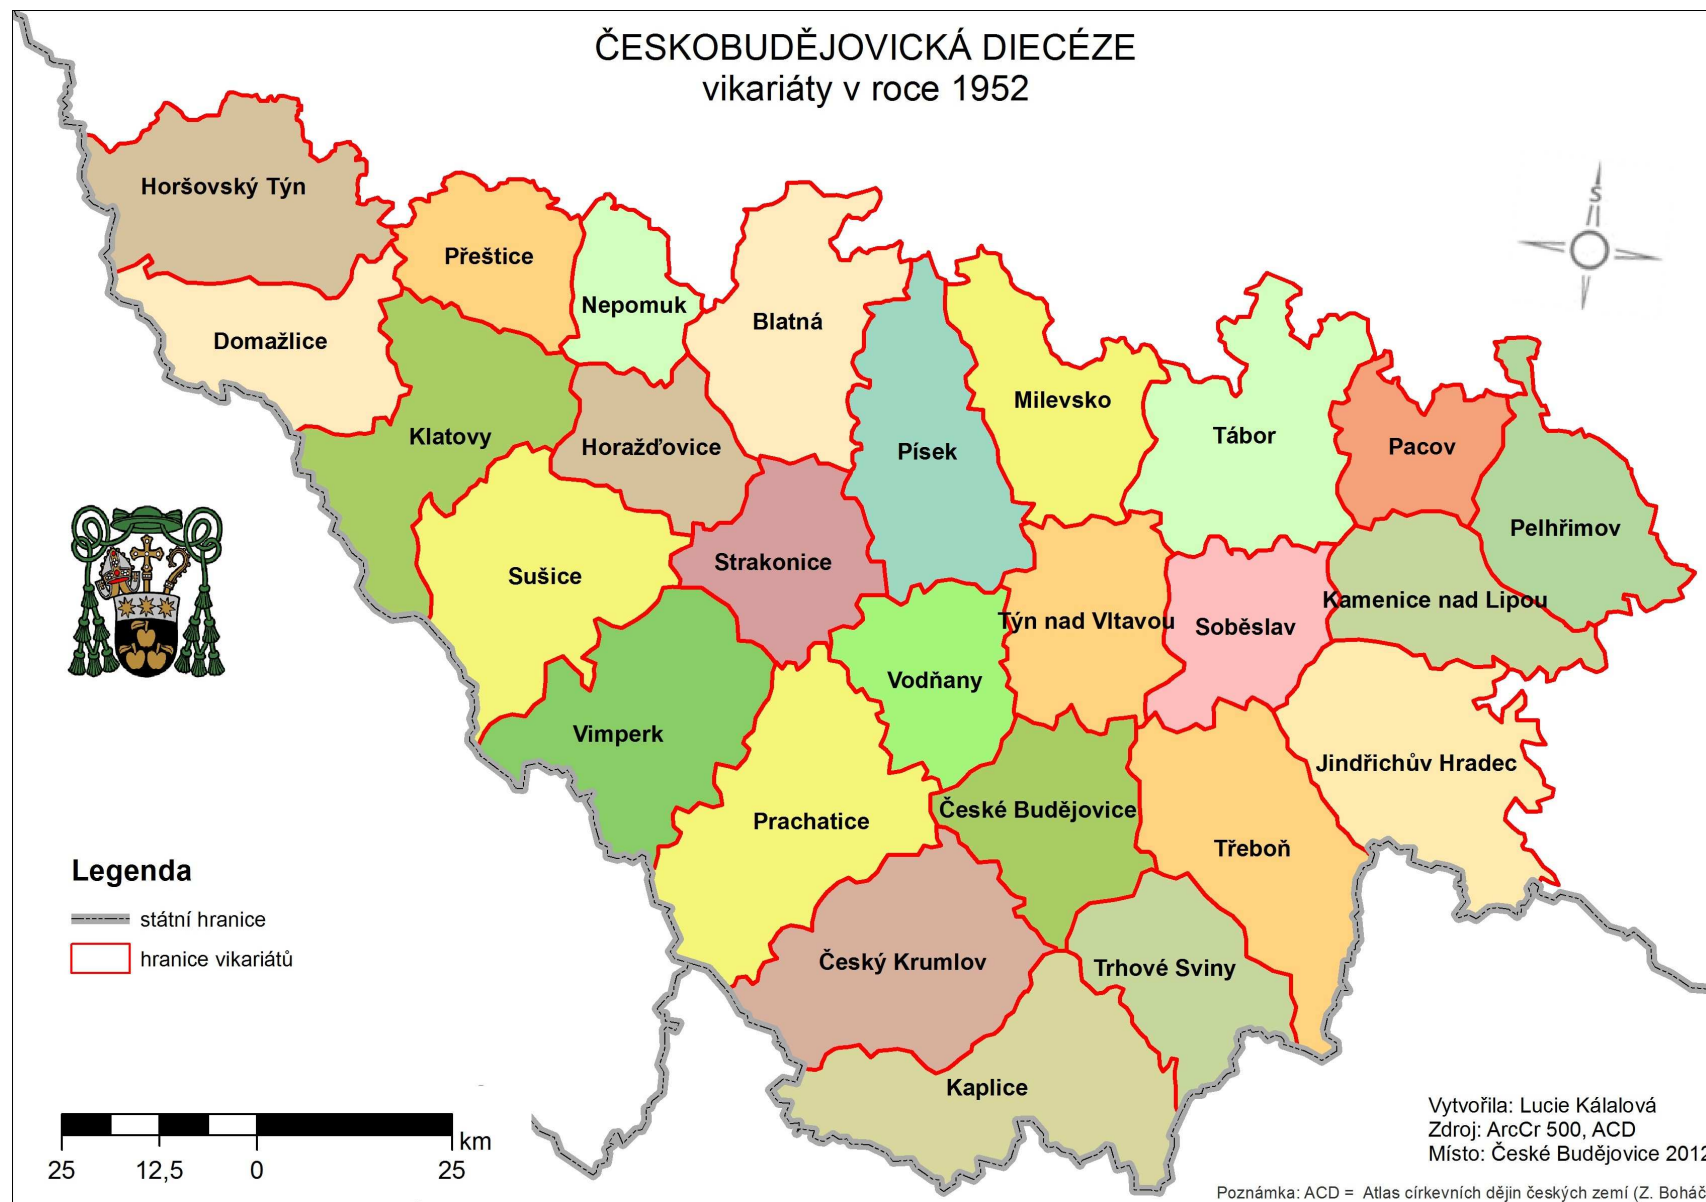 ČESKOBUDĚJOVICKÁ DIECÉZE
vikariáty v roce 1952
S
Horšovský Týn
Přeštice
Nepomuk
Blatná
Domažlice
Milevsko
Tábor
Klatovy
Horažďovice
Písek
Pacov
Pelhřimov
Sušice
Strakonice
Kamenice nad Lipou
Týn nad Vltavou
Soběslav
Vodňany
Vimperk
Jindřichův Hradec
Prachatice
České Budějovice
Třeboň
Český Krumlov
Trhové Sviny
Kaplice
Legenda
státní hranice
hranice vikariátů
km
25 12,5 0 25
Vytvořila: Lucie Kálalová
Zdroj: ArcCr 500, ACD
Místo: České Budějovice 2012
Poznámka: ACD = Atlas církevních dějin českých zemí (Z. Boháč